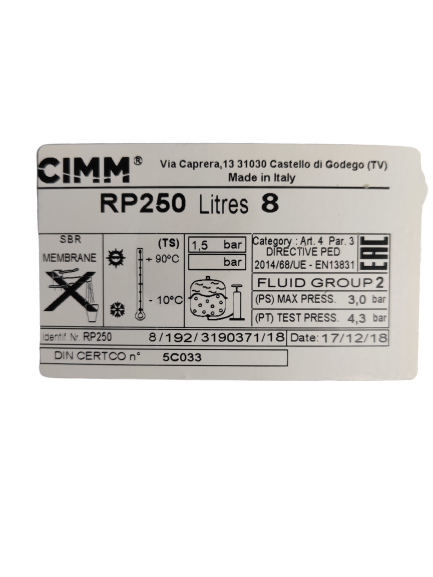 CIMM®
Via Caprera,13 31030 Castello di Godego (TV)
Made in Italy
RP250 Litres 8
SBR
MEMBRANE
(TS)
+ 90°C
- 10°C
1,5 bar
bar
Category : Art. 4 Par. 3
DIRECTIVE PED
2014/68/UE - EN13831
EAC
FLUID GROUP 2
(PS) MAX PRESS. 3,0 bar
(PT) TEST PRESS. 4,3 bar
Identif. Nr. RP250 8/192/3190371/18 Date: 17/12/18
DIN CERTCO n° 5C033